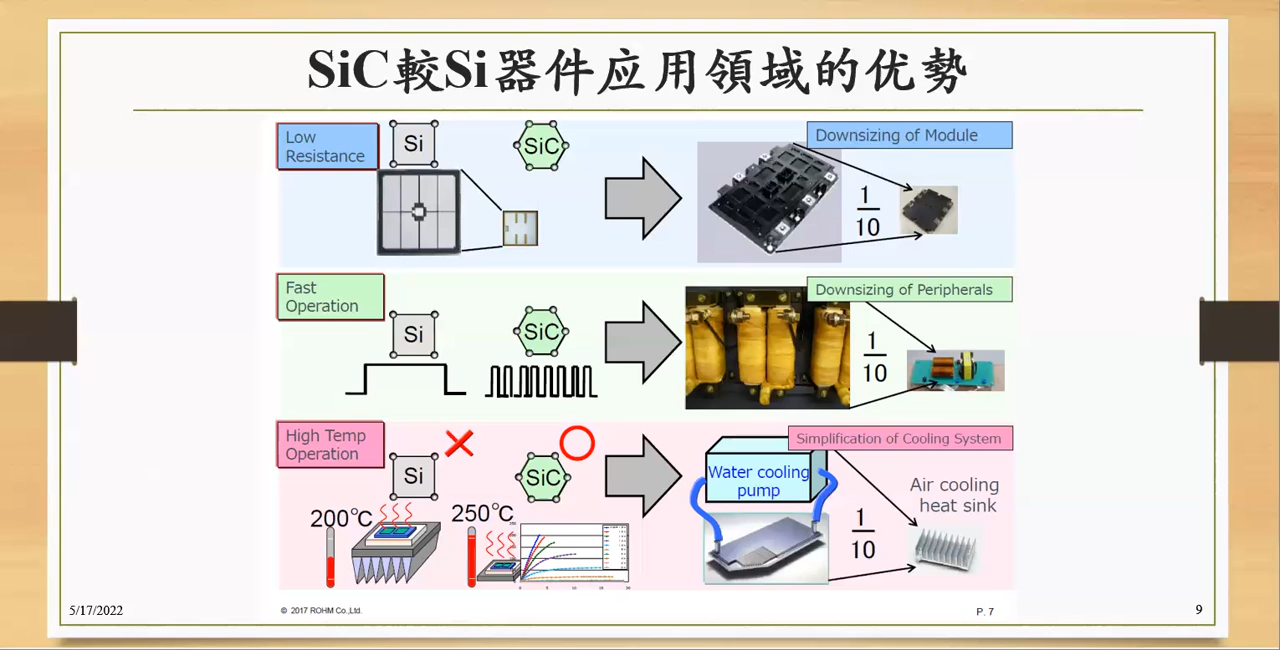 SiC較Si器件应用領域的优勢
Low
Resistance
Si
SiC
Downsizing of Module
1
10
Fast
Operation
Si
SiC
Downsizing of Peripherals
1
10
High Temp
Operation
Si
SiC
200℃
250℃
Simplification of Cooling System
Water cooling
pump
1
10
Air cooling
heat sink
5/17/2022
© 2017 ROHM Co.,Ltd.
P. 7
9